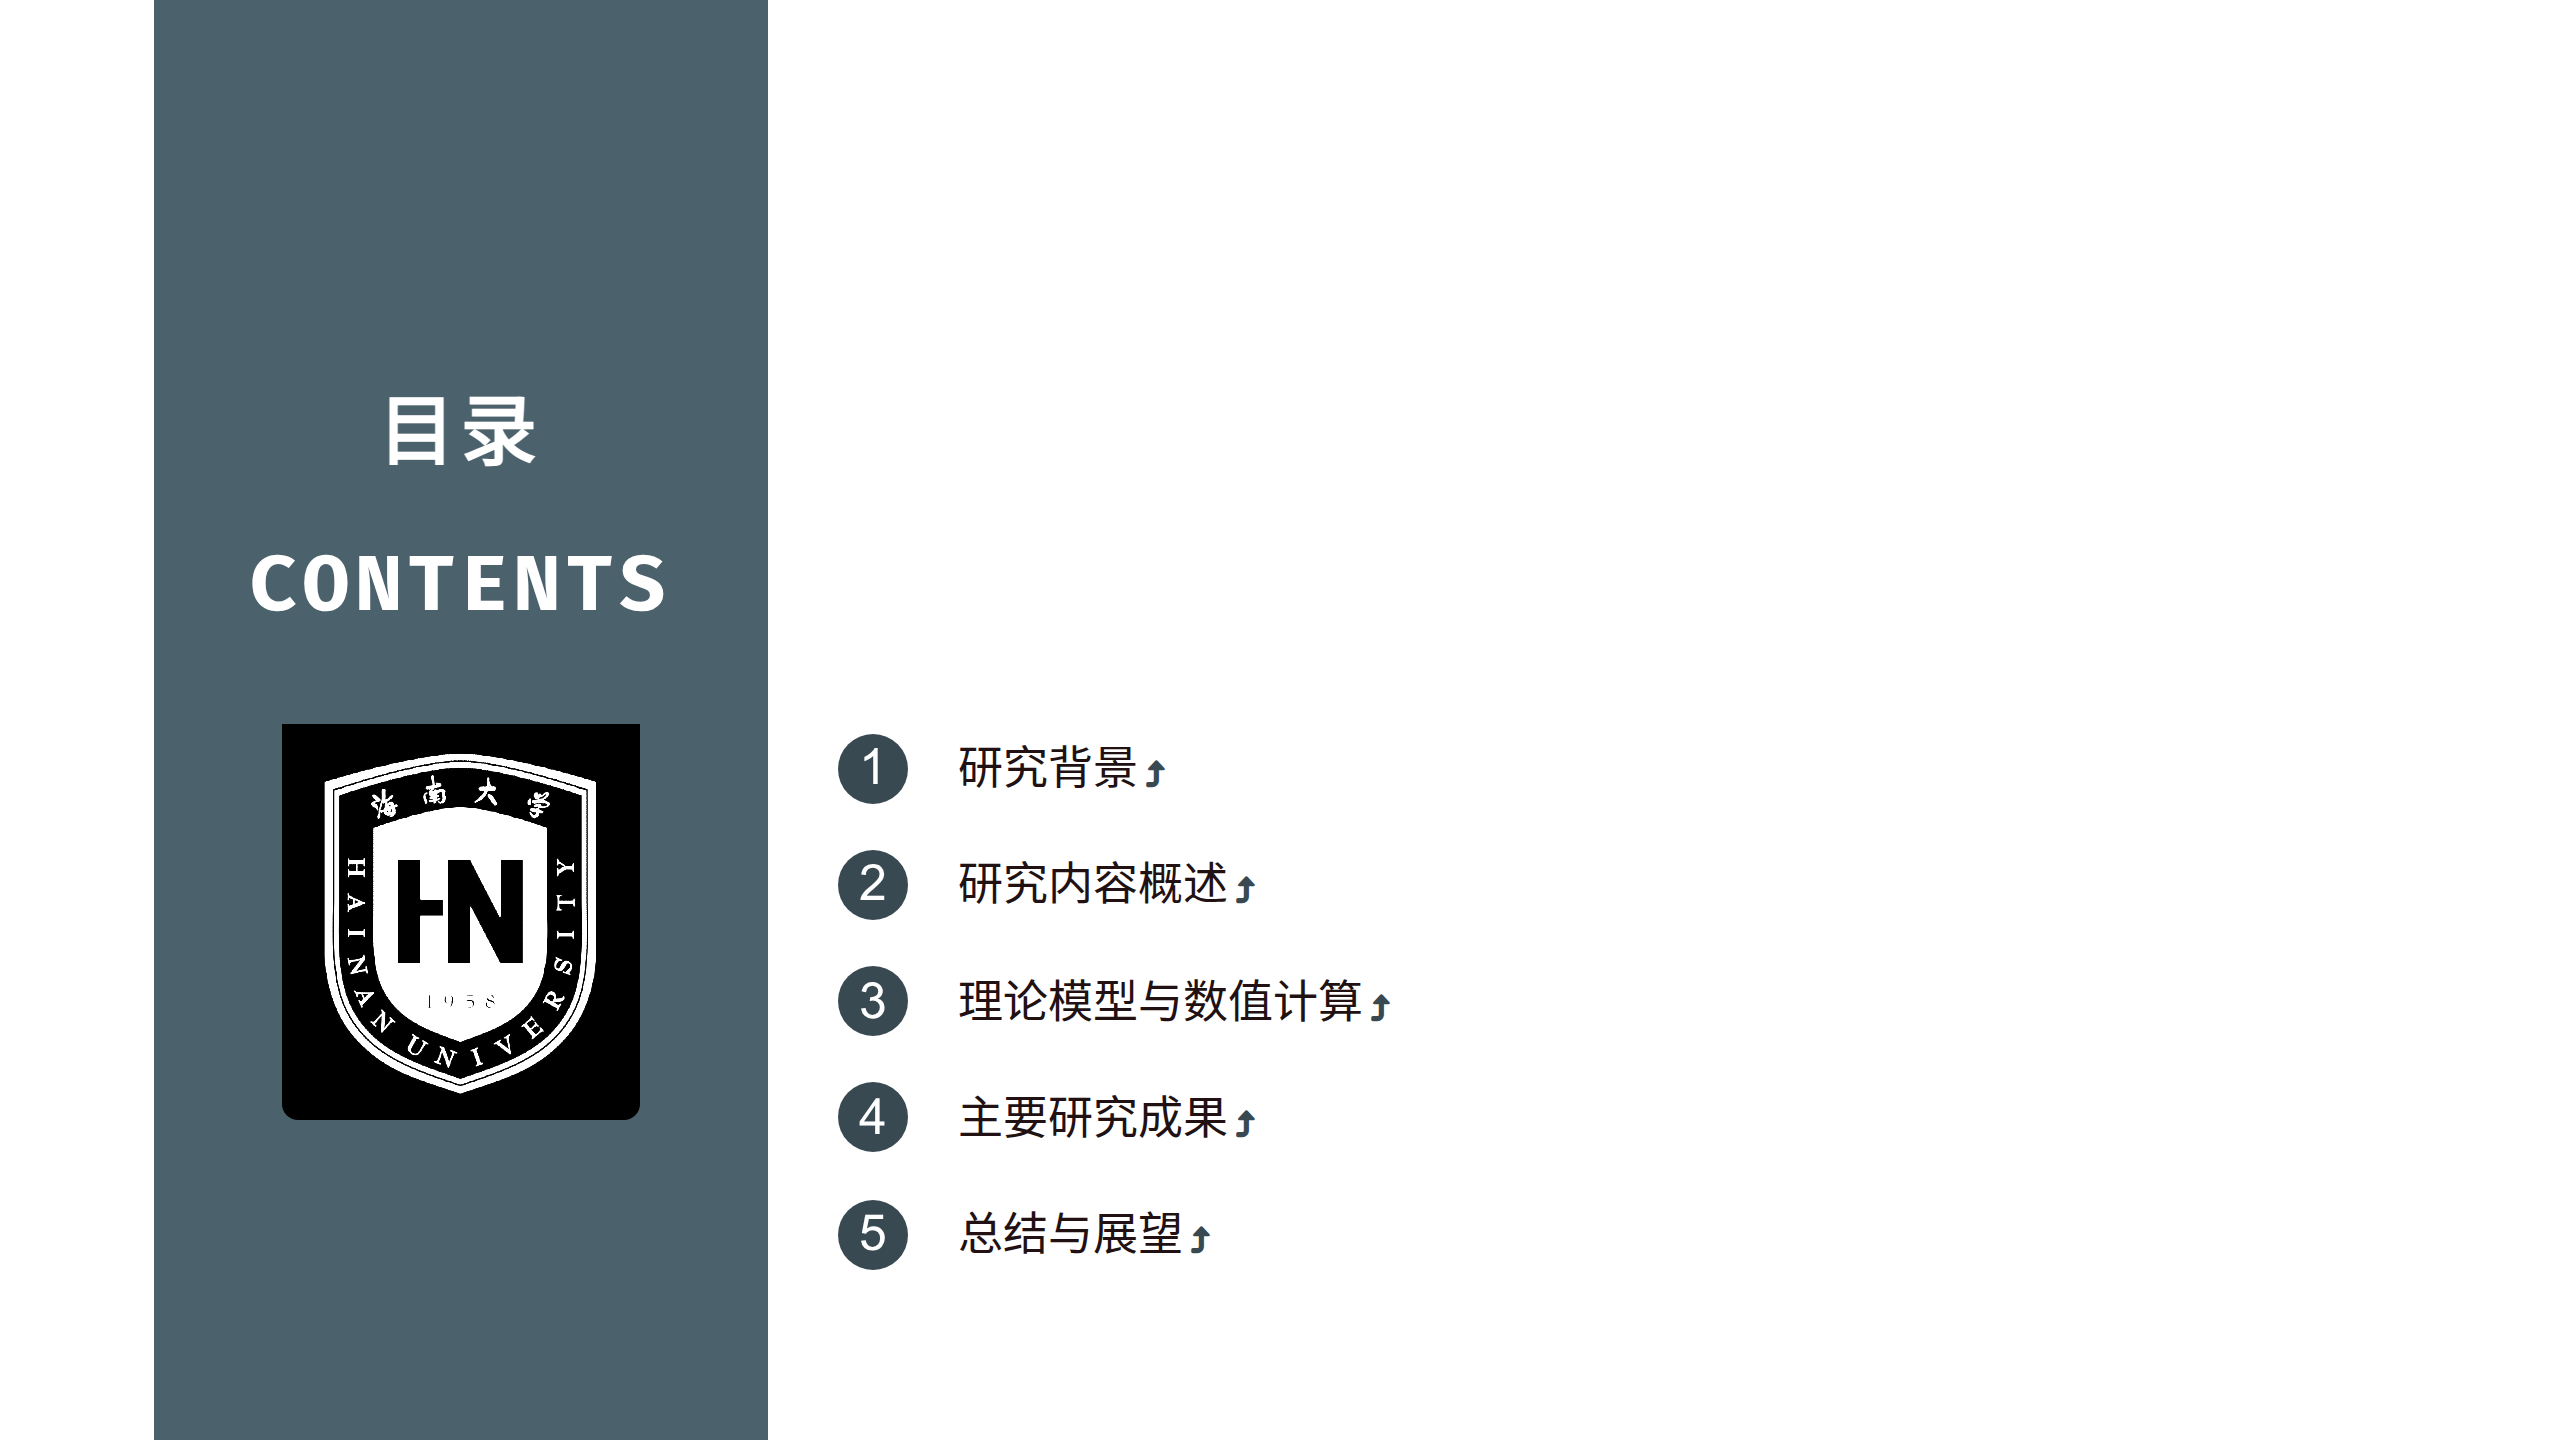 目录
CONTENTS
海南大学
HAINAN UNIVERSITY
HN
1958
1 研究背景
2 研究内容概述
3 理论模型与数值计算
4 主要研究成果
5 总结与展望